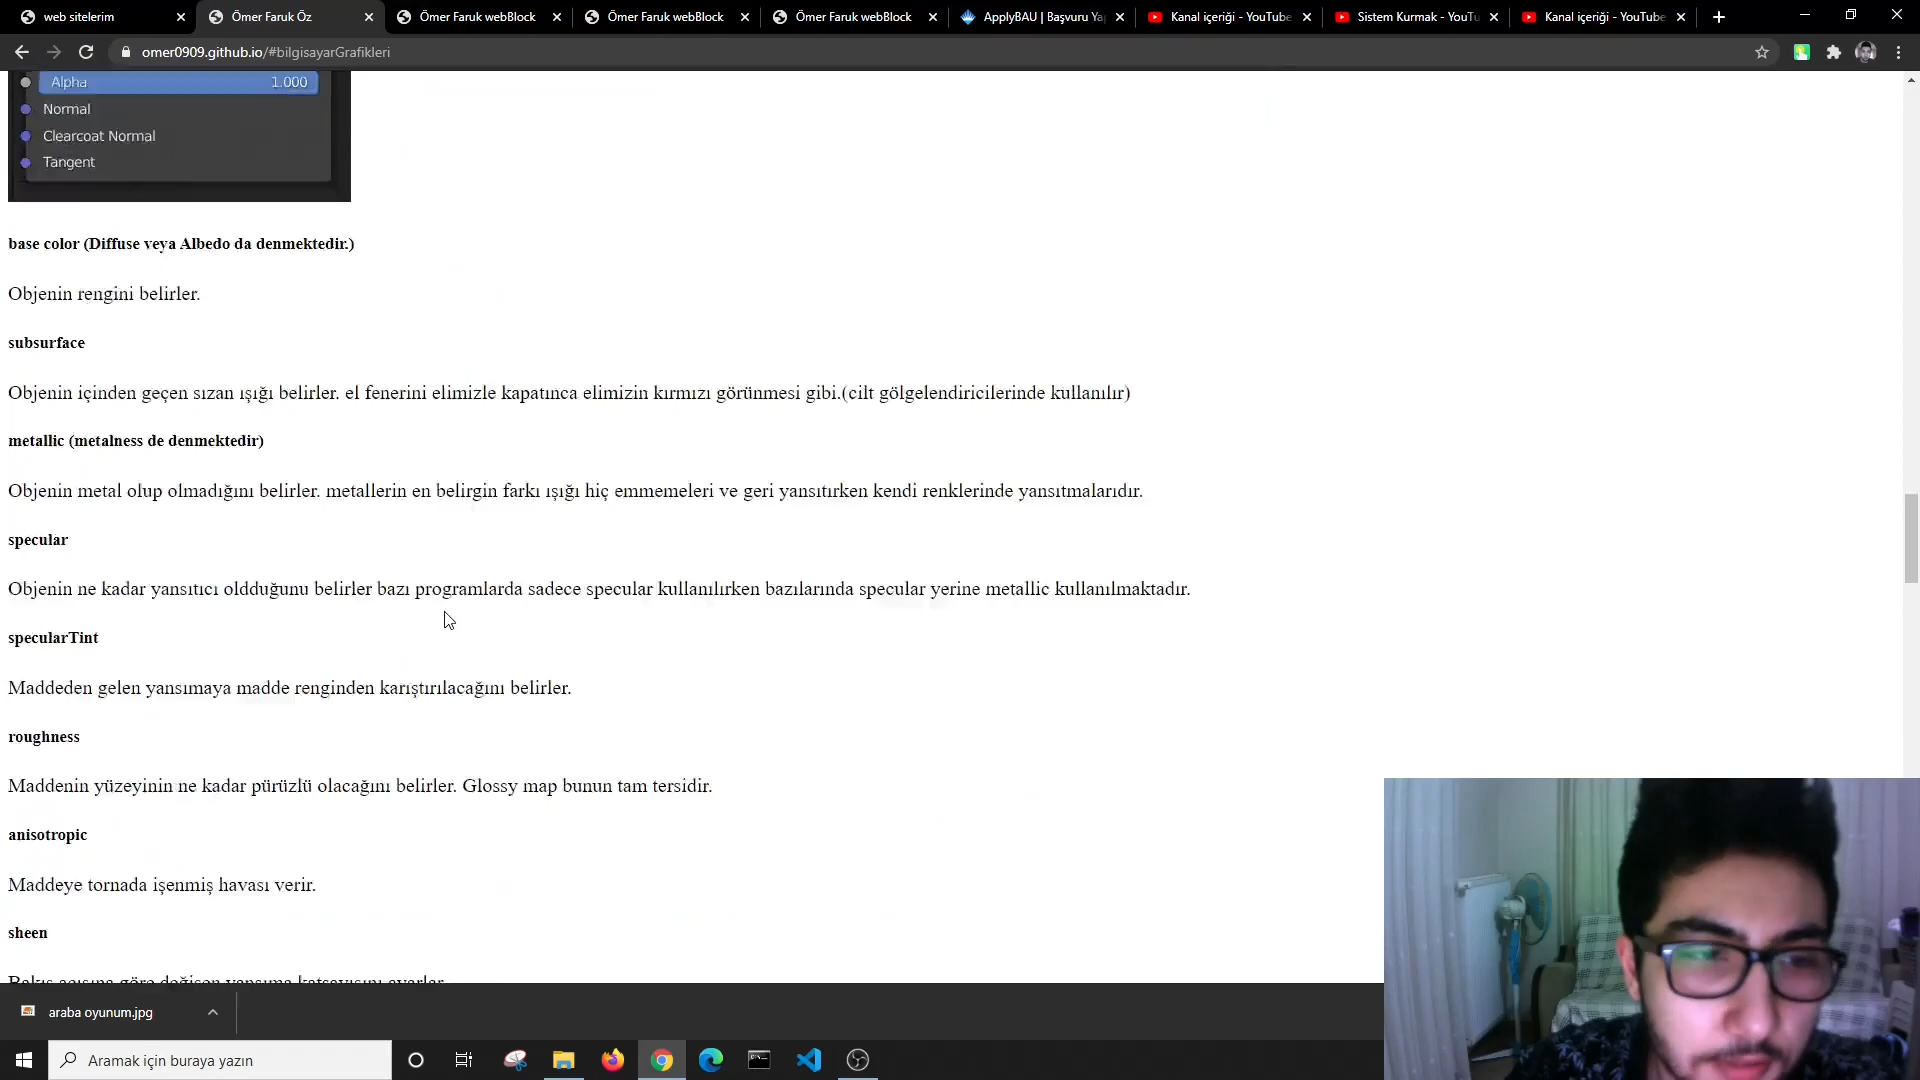 web sitelerim
Ömer Faruk Öz
Ömer Faruk webBlock
Ömer Faruk webBlock
Ömer Faruk webBlock
ApplyBAU | Başvuru Ya
Kanal içeriği - YouTube
Sistem Kurmak - YouTu
Kanal içeriği - YouTube
omer0909.github.io/#bilgisayarGrafikleri
Alpha 1.000
Normal
Clearcoat Normal
Tangent
base color (Diffuse veya Albedo da denmektedir.)
Objenin rengini belirler.
subsurface
Objenin içinden geçen sızan ışığı belirler. el fenerini elimizle kapatınca elimizin kırmızı görünmesi gibi.(cilt gölgelendiricilerinde kullanılır)
metallic (metalness de denmektedir)
Objenin metal olup olmadığını belirler. metallerin en belirgin farkı ışığı hiç emmemeleri ve geri yansıtırken kendi renklerinde yansıtmalarıdır.
specular
Objenin ne kadar yansıtıcı oldduğunu belirler bazı programlarda sadece specular kullanılırken bazılarında specular yerine metallic kullanılmaktadır.
specularTint
Maddeden gelen yansımaya madde renginden karıştırılacağını belirler.
roughness
Maddenin yüzeyinin ne kadar pürüzlü olacağını belirler. Glossy map bunun tam tersidir.
anisotropic
Maddeye tornada işenmiş havası verir.
sheen
Bakış açısına göre değişen yansıma katsayısını ayarlar.
araba oyunum.jpg
Aramak için buraya yazın